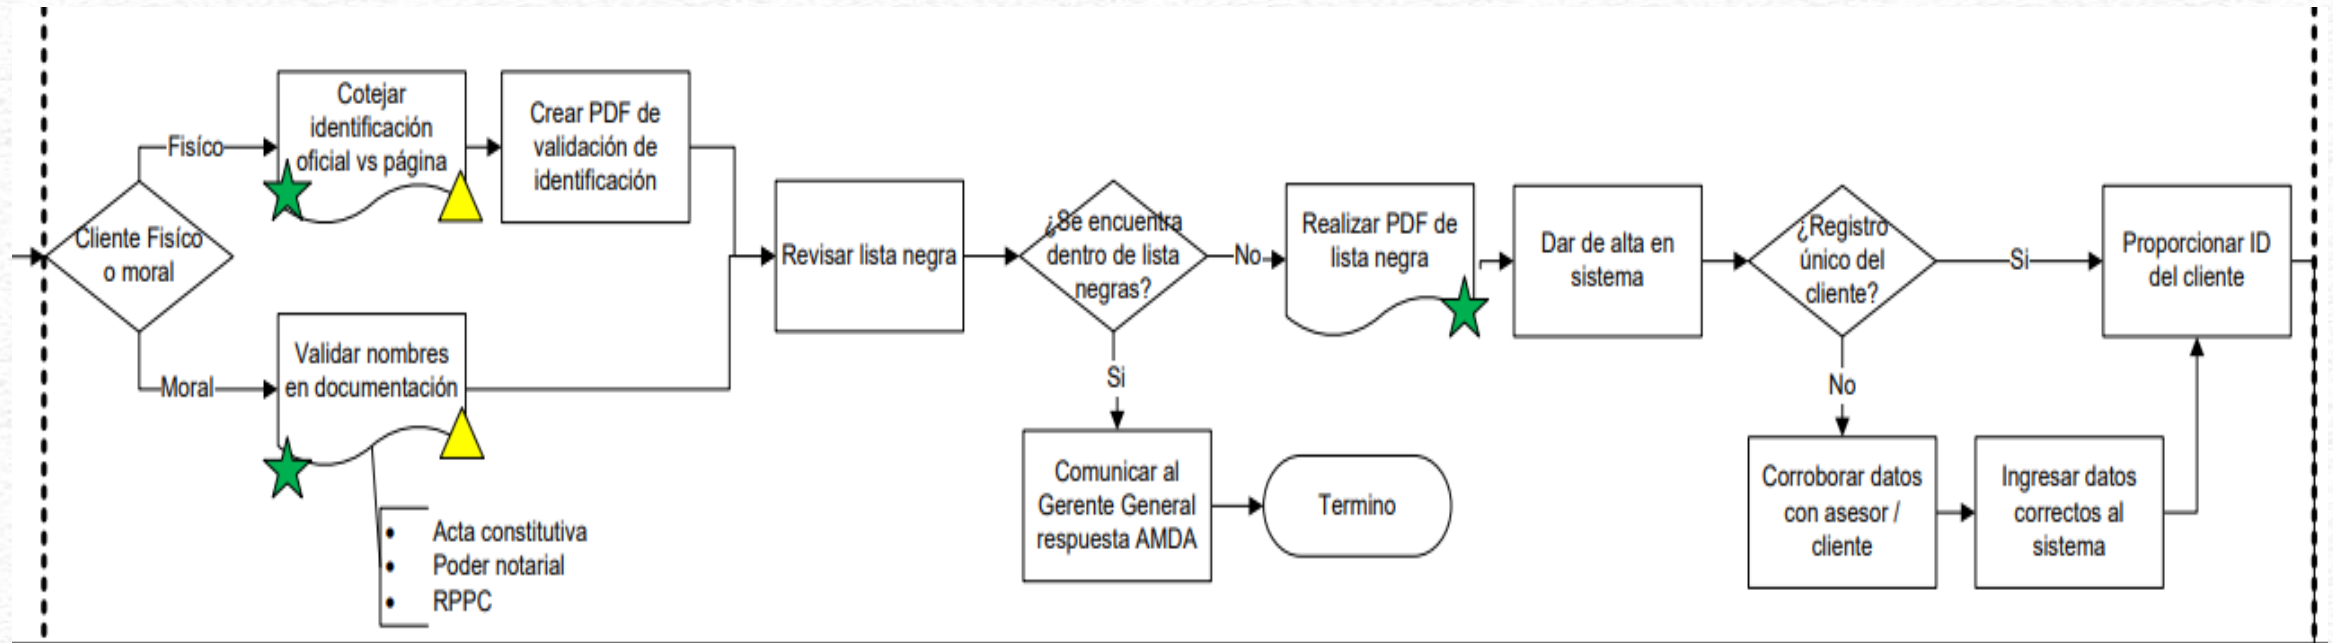 Cliente Fisíco
o moral
Fisíco
Cotejar
identificación
oficial vs página
Crear PDF de
validación de
identificación
Moral
Validar nombres
en documentación
• Acta constitutiva
• Poder notarial
• RPPC
Revisar lista negra
¿Se encuentra
dentro de lista
negras?
No
Si
Comunicar al
Gerente General
respuesta AMDA
Termino
Realizar PDF de
lista negra
Dar de alta en
sistema
¿Registro
único del
cliente?
Si
No
Corroborar datos
con asesor /
cliente
Ingresar datos
correctos al
sistema
Proporcionar ID
del cliente